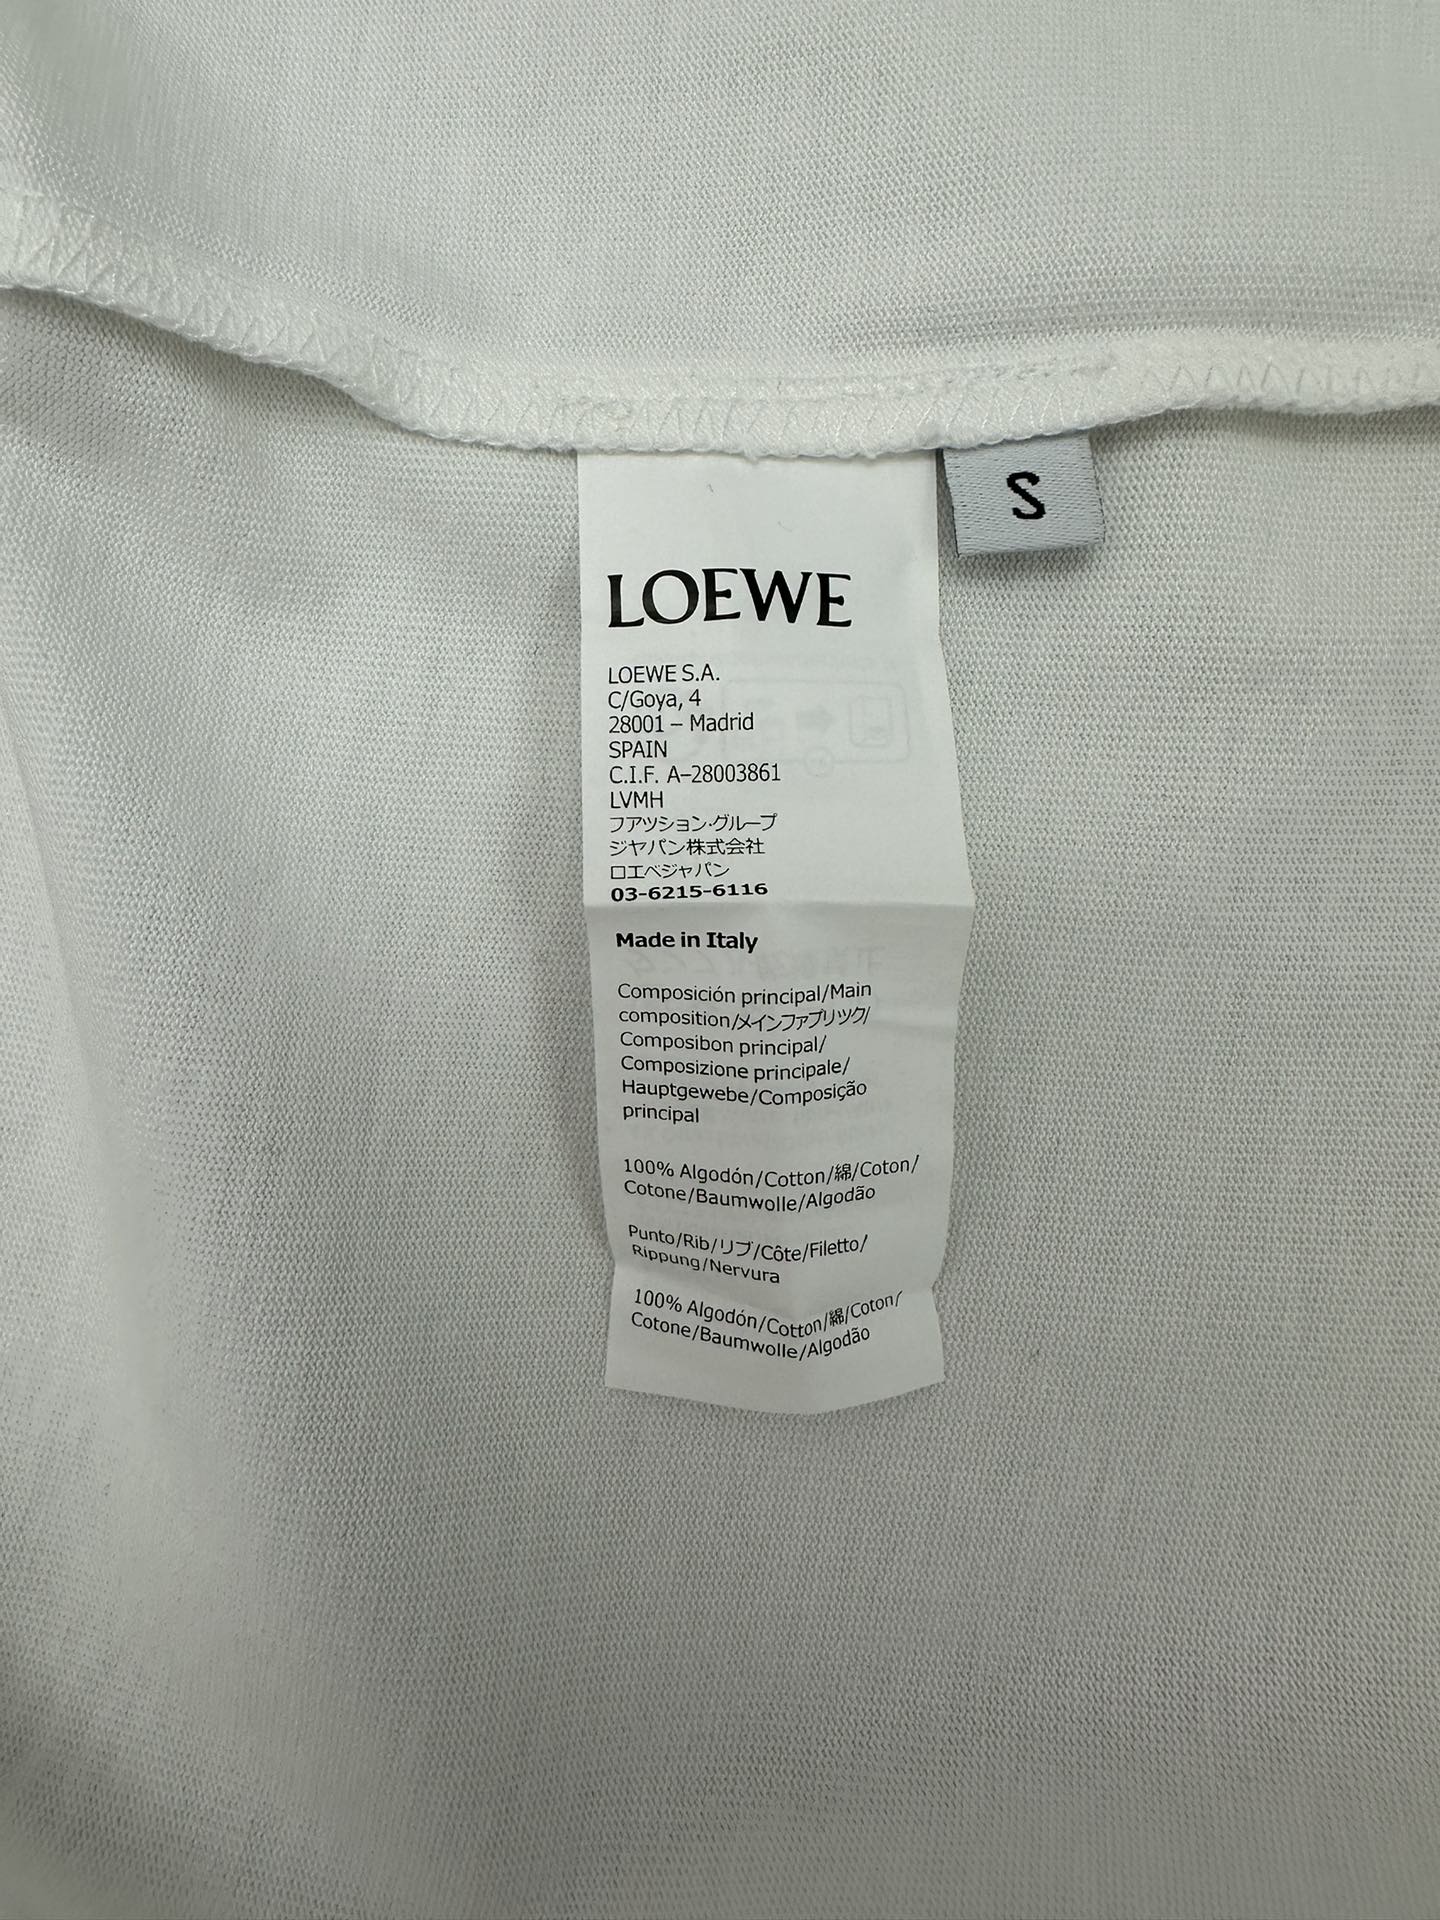 S
LOEWE
LOEWE S.A.
C/Goya, 4
28001 – Madrid
SPAIN
C.I.F. A–28003861
LVMH
フアツション·グループ
ジヤパン株式会社
ロエベジャパン
03-6215-6116
Made in Italy
Composición principal/Main
composition/メインファブリック/
Composibon principal/
Composizione principale/
Hauptgewebe/Composição
principal
100% Algodón/Cotton/綿/Coton/
Cotone/Baumwolle/Algodão
Punto/Rib/リブ/Côte/Filetto/
Rippung/Nervura
100% Algodón/Cotton/綿/Coton/
Cotone/Baumwolle/Algodão